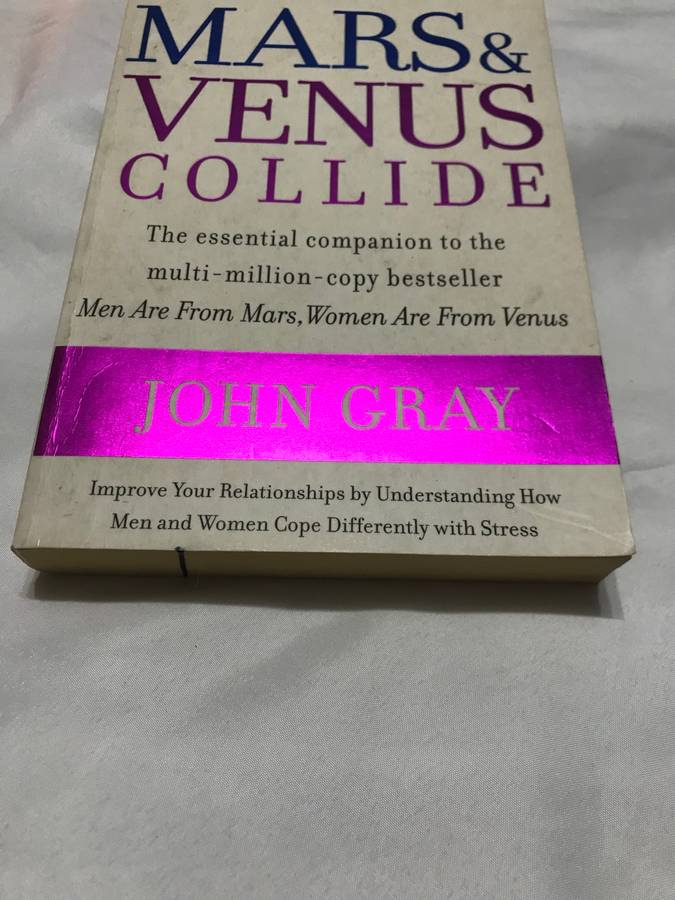 MARS &
VENUS
COLLIDE
The essential companion to the
multi-million-copy bestseller
Men Are From Mars, Women Are From Venus
JOHN GRAY
Improve Your Relationships by Understanding How
Men and Women Cope Differently with Stress